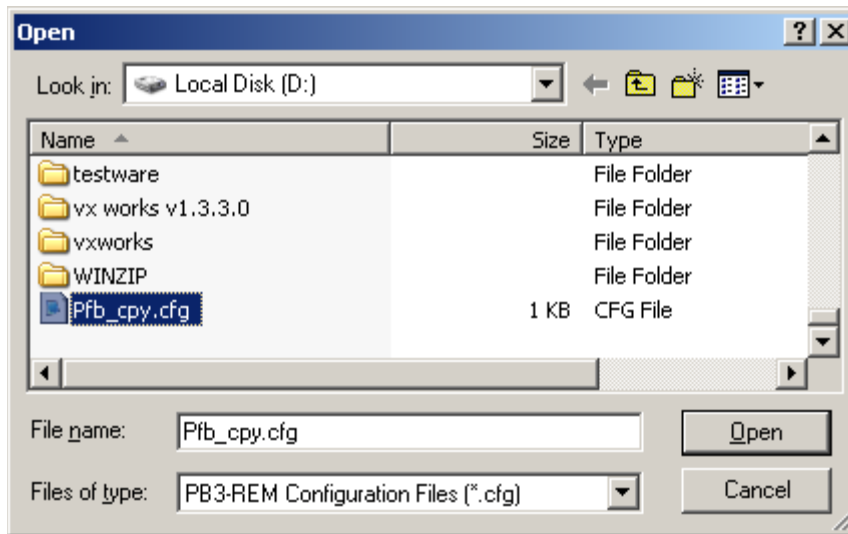 Open
Look in: Local Disk (D:)
Name Size Type
testware File Folder
vx works v1.3.3.0 File Folder
vxworks File Folder
WINZIP File Folder
Pfb_cpy.cfg 1 KB CFG File
File name: Pfb_cpy.cfg Open
Files of type: PB3-REM Configuration Files (*.cfg) Cancel